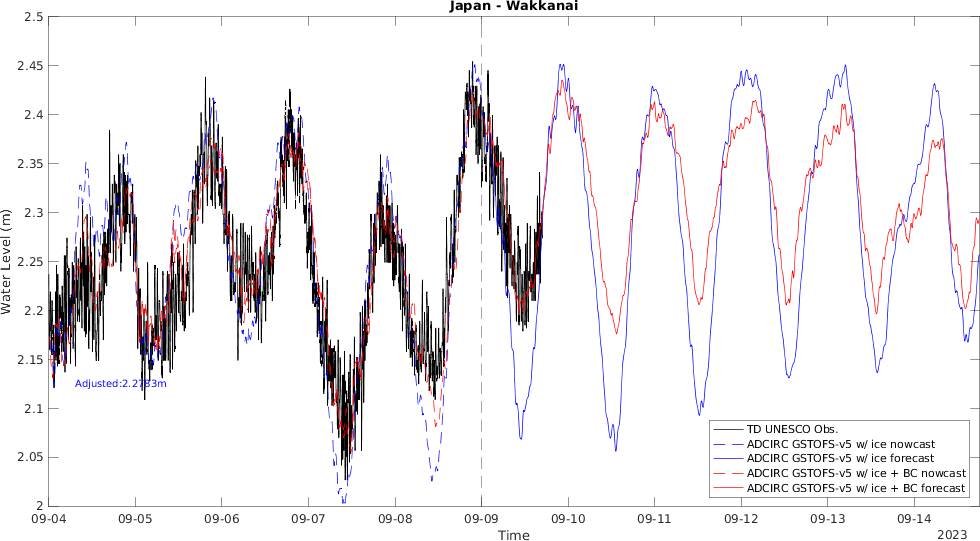 Japan - Wakkanai
2.5
2.45
2.4
2.35
2.3
2.25
2.2
2.15
2.1
2.05
2
Water Level (m)
Adjusted:2.2783m
TD UNESCO Obs.
ADCIRC GSTOFS-v5 w/ ice nowcast
ADCIRC GSTOFS-v5 w/ ice forecast
ADCIRC GSTOFS-v5 w/ ice + BC nowcast
ADCIRC GSTOFS-v5 w/ ice + BC forecast
09-04 09-05 09-06 09-07 09-08 09-09 09-10 09-11 09-12 09-13 09-14
Time
2023